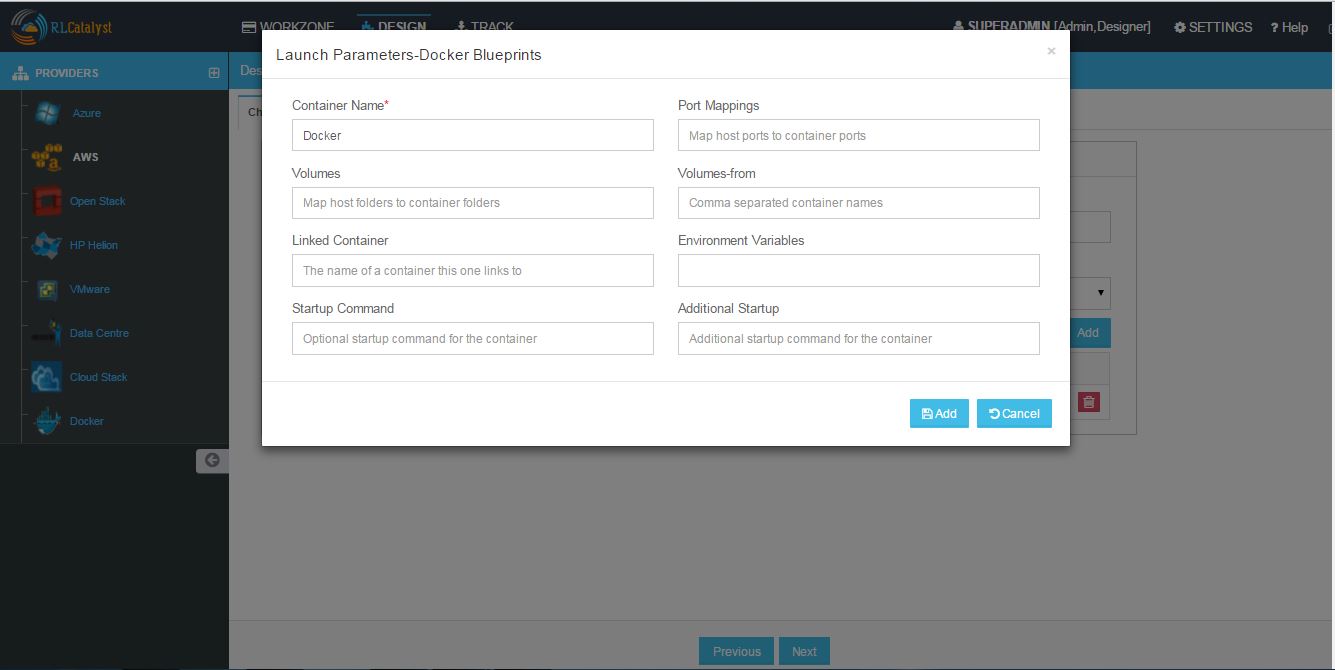 RLCatalyst
WORKZONE
DESIGN
TRACK
SUPERADMIN [Admin,Designer]
SETTINGS
? Help
PROVIDERS
Azure
AWS
Open Stack
HP Helion
VMware
Data Centre
Cloud Stack
Docker
Des
Ch
Launch Parameters-Docker Blueprints
×
Container Name*
Port Mappings
Docker
Map host ports to container ports
Volumes
Volumes-from
Map host folders to container folders
Comma separated container names
Linked Container
Environment Variables
The name of a container this one links to
Startup Command
Additional Startup
Optional startup command for the container
Additional startup command for the container
Add
Cancel
Add
Previous
Next